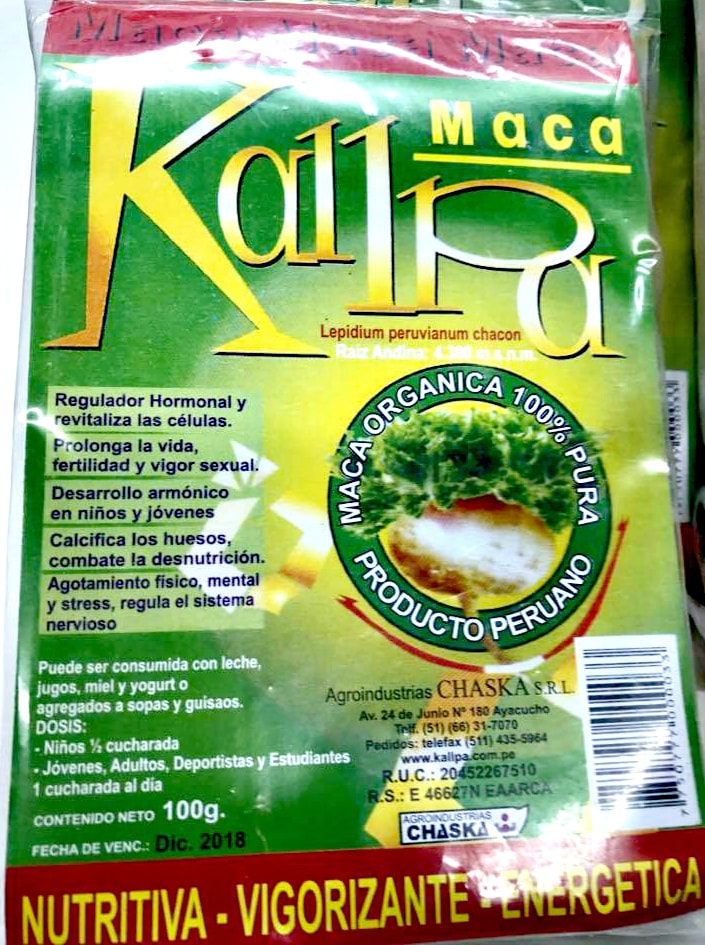 Maca
Kallpa
Lepidium peruvianum chacon
Raíz Andina: 4,300 m.s.n.m.
MACA ORGANICA 100% PURA
PRODUCTO PERUANO
Regulador Hormonal y
revitaliza las células.
Prolonga la vida,
fertilidad y vigor sexual.
Desarrollo armónico
en niños y jóvenes
Calcifica los huesos,
combate la desnutrición.
Agotamiento físico, mental
y stress, regula el sistema
nervioso
Puede ser consumida con leche,
jugos, miel y yogurt o
agregados a sopas y guisaos.
DOSIS:
- Niños ½ cucharada
- Jóvenes, Adultos, Deportistas y Estudiantes
1 cucharada al día
CONTENIDO NETO 100g.
FECHA DE VENC.: Dic. 2018
Agroindustrias CHASKA S.R.L.
Av. 24 de Junio Nº 180 Ayacucho
Telf. (51) (66) 31-7070
Pedidos: telefax (511) 435-5964
www.kallpa.com.pe
R.U.C.: 20452267510
R.S.: E 46627N EAARCA
AGROINDUSTRIAS
CHASKA
NUTRITIVA - VIGORIZANTE - ENERGETICA